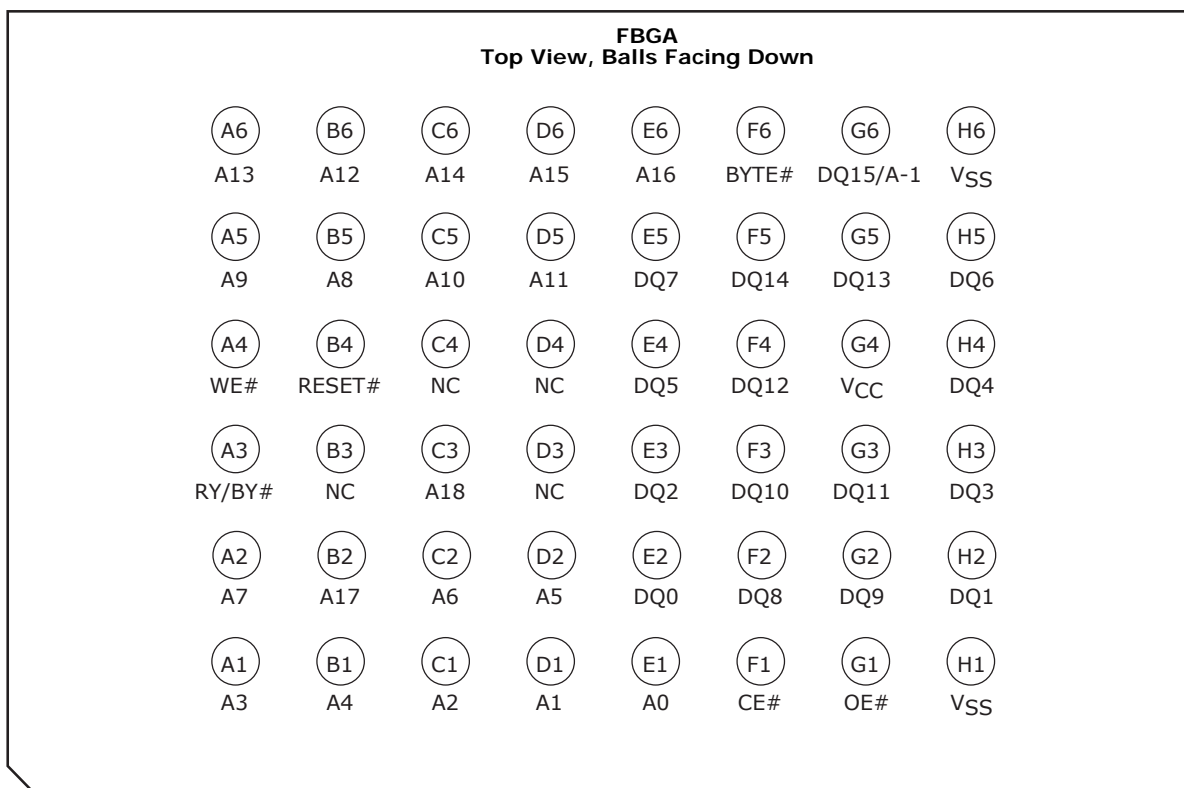 FBGA
Top View, Balls Facing Down
A6 B6 C6 D6 E6 F6 G6 H6
A13 A12 A14 A15 A16 BYTE# DQ15/A-1 VSS
A5 B5 C5 D5 E5 F5 G5 H5
A9 A8 A10 A11 DQ7 DQ14 DQ13 DQ6
A4 B4 C4 D4 E4 F4 G4 H4
WE# RESET# NC NC DQ5 DQ12 VCC DQ4
A3 B3 C3 D3 E3 F3 G3 H3
RY/BY# NC A18 NC DQ2 DQ10 DQ11 DQ3
A2 B2 C2 D2 E2 F2 G2 H2
A7 A17 A6 A5 DQ0 DQ8 DQ9 DQ1
A1 B1 C1 D1 E1 F1 G1 H1
A3 A4 A2 A1 A0 CE# OE# VSS